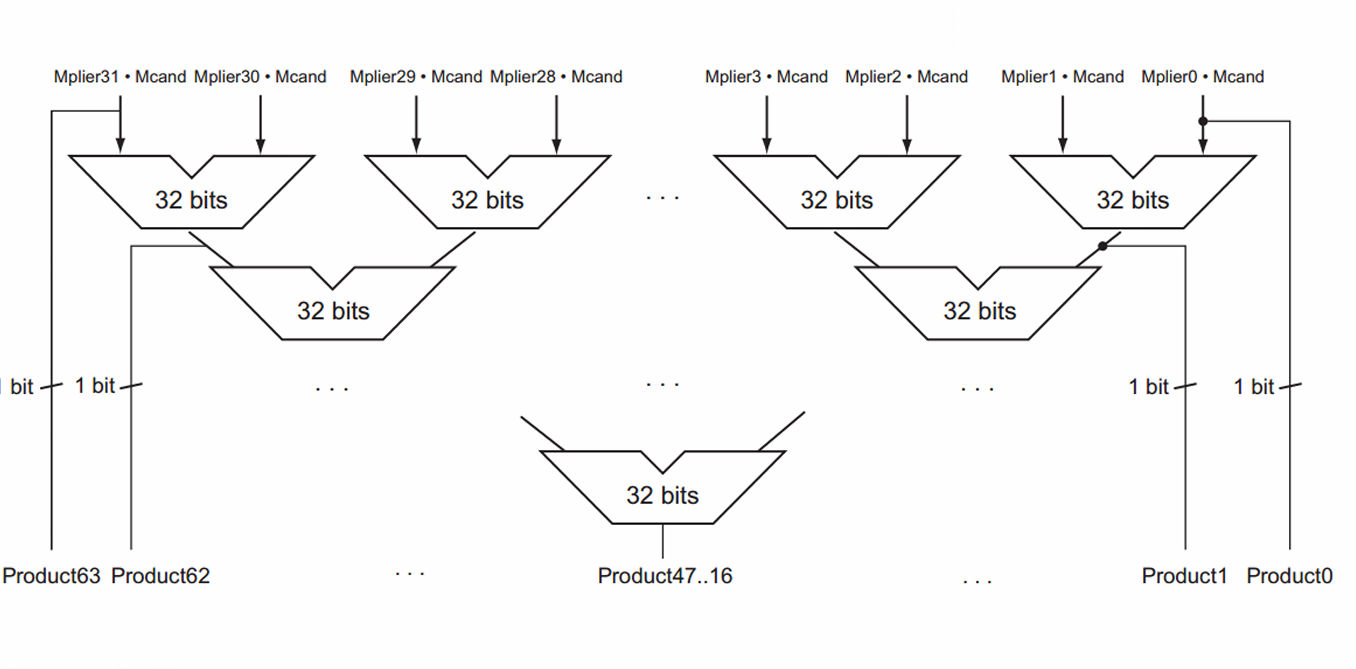 Mplier31 • Mcand Mplier30 • Mcand Mplier29 • Mcand Mplier28 • Mcand Mplier3 • Mcand Mplier2 • Mcand Mplier1 • Mcand Mplier0 • Mcand
32 bits 32 bits . . . 32 bits 32 bits
32 bits 32 bits
bit 1 bit . . . . . . . . . 1 bit 1 bit
32 bits
Product63 Product62 . . . Product47..16 . . . Product1 Product0